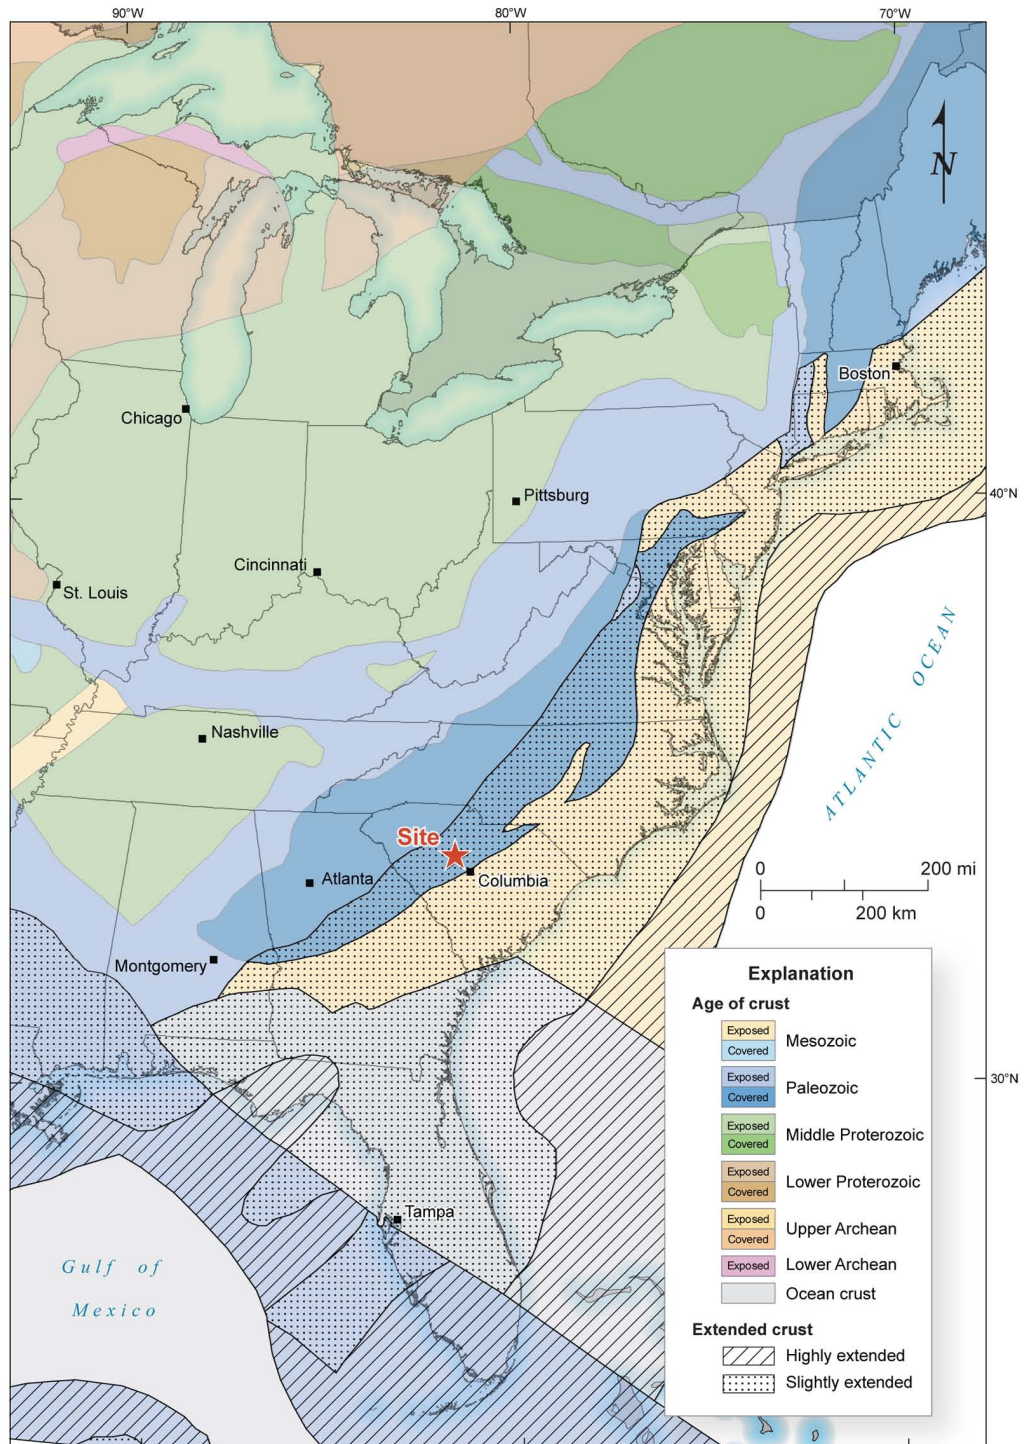 90°W
80°W
70°W
N
Boston
Chicago
Pittsburg
40°N
Cincinnati
St. Louis
ATLANTIC OCEAN
Nashville
Site
Atlanta
Columbia
0 200 mi
0 200 km
Montgomery
Explanation
Age of crust
Exposed
Covered
Mesozoic
30°N
Exposed
Covered
Paleozoic
Exposed
Covered
Middle Proterozoic
Exposed
Covered
Lower Proterozoic
Tampa
Exposed
Covered
Upper Archean
Exposed
Lower Archean
Gulf of
Mexico
Ocean crust
Extended crust
Highly extended
Slightly extended